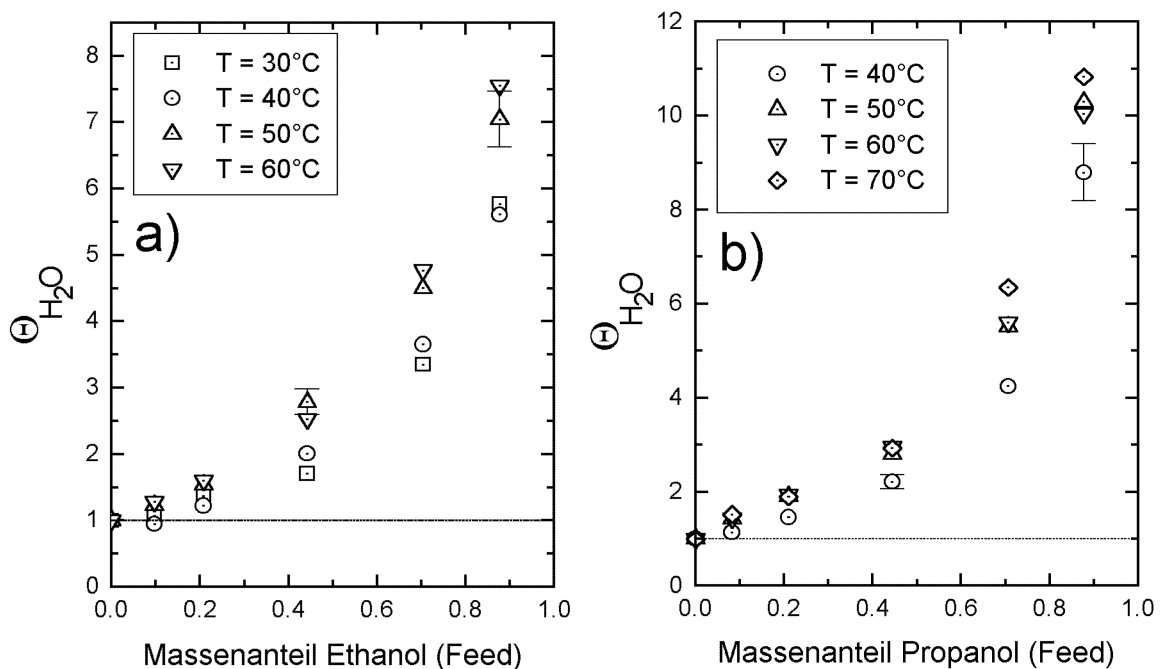 T = 30°C
T = 40°C
T = 50°C
T = 60°C
a)
8
7
6
5
4
3
2
1
0
0.0 0.2 0.4 0.6 0.8 1.0
Θ H₂O
Massenanteil Ethanol (Feed)
T = 40°C
T = 50°C
T = 60°C
T = 70°C
b)
12
10
8
6
4
2
0
0.0 0.2 0.4 0.6 0.8 1.0
Θ H₂O
Massenanteil Propanol (Feed)